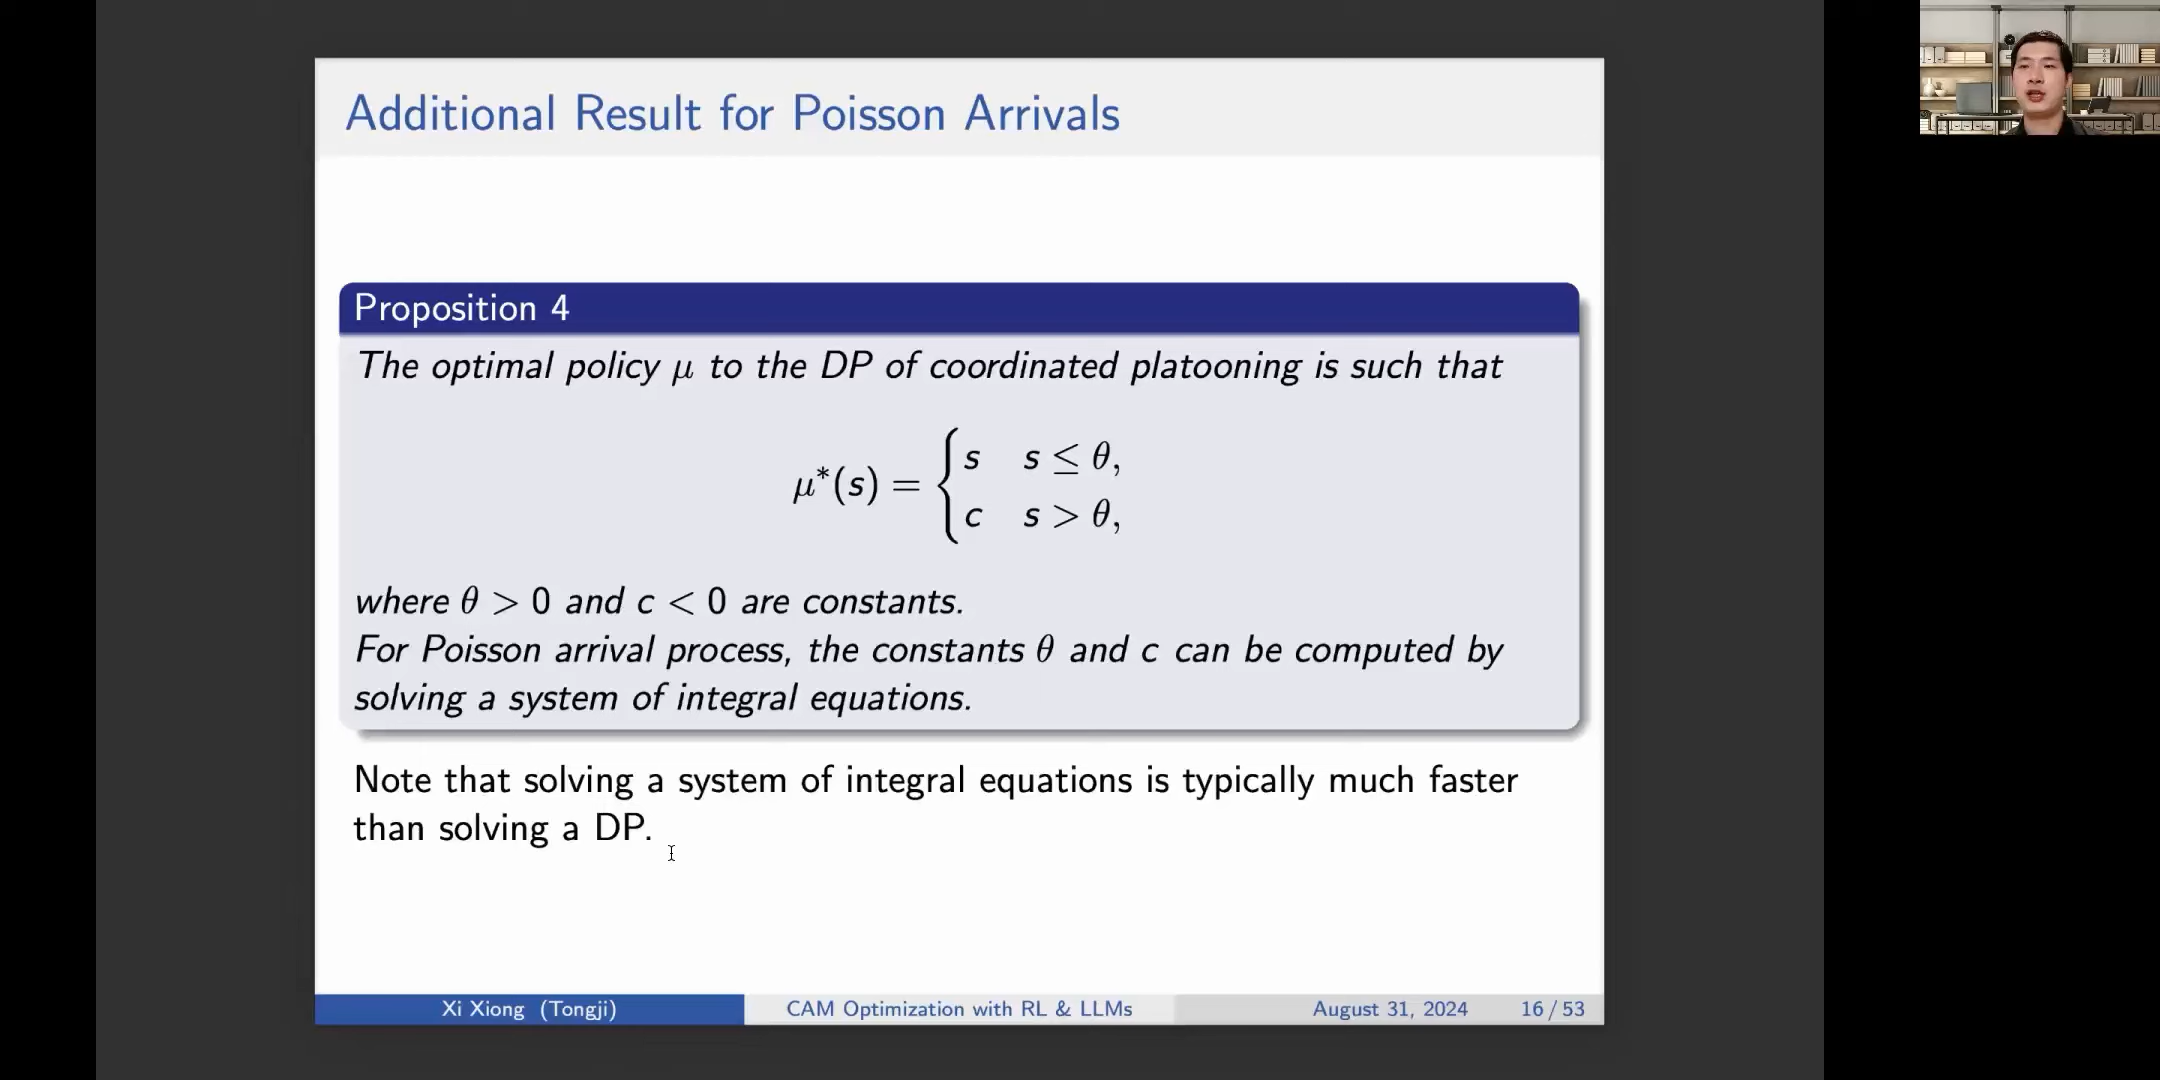 Additional Result for Poisson Arrivals
Proposition 4
The optimal policy μ to the DP of coordinated platooning is such that
μ*(s) = { s s ≤ θ,
c s > θ,
where θ > 0 and c < 0 are constants.
For Poisson arrival process, the constants θ and c can be computed by
solving a system of integral equations.
Note that solving a system of integral equations is typically much faster
than solving a DP.
Xi Xiong (Tongji) CAM Optimization with RL & LLMs August 31, 2024 16 / 53